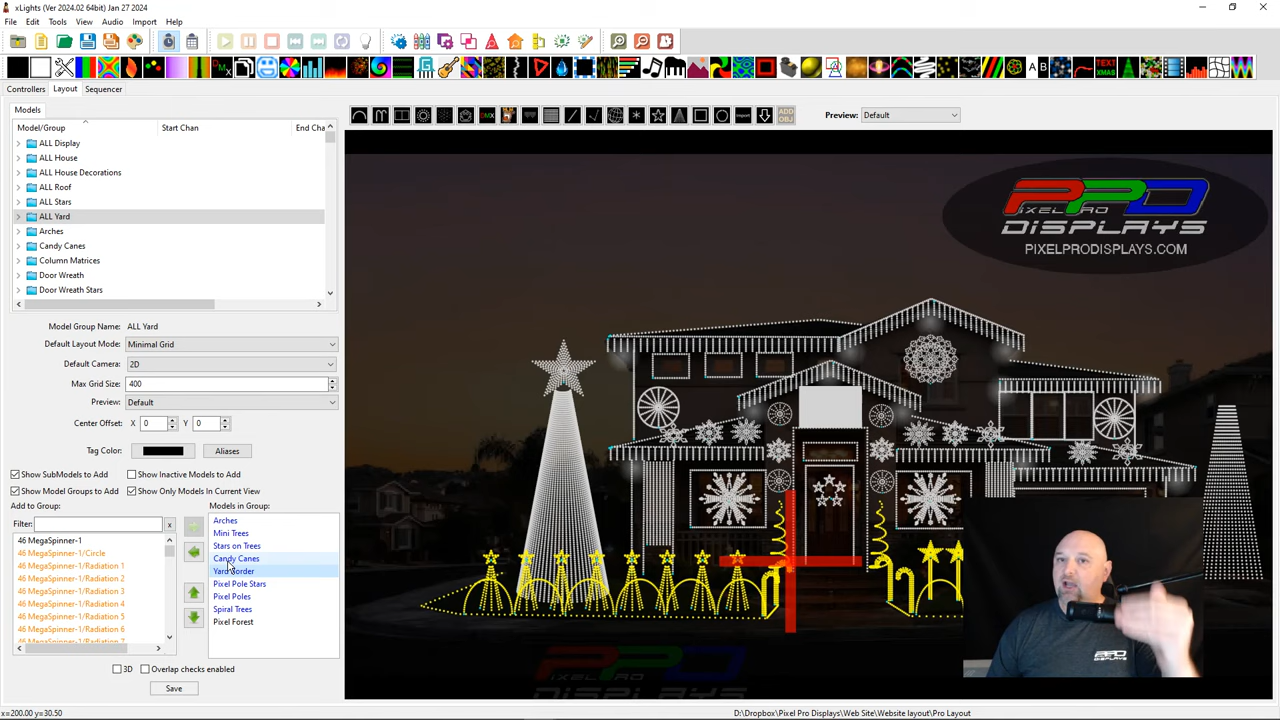 xLights (Ver 2024.02 64bit) Jan 27 2024
File Edit Tools View Audio Import Help
Controllers Layout Sequencer
Models
Preview: Default
Model/Group Start Chan End Cha
ALL Display
ALL House
ALL House Decorations
ALL Roof
ALL Stars
ALL Yard
Arches
Candy Canes
Column Matrices
Door Wreath
Door Wreath Stars
PIXEL PRO
DISPLAYS
PIXELPRODISPLAYS.COM
Model Group Name: ALL Yard
Default Layout Mode: Minimal Grid
Default Camera: 2D
Max Grid Size: 400
Preview: Default
Center Offset: X 0 Y 0
Tag Color: Aliases
Show SubModels to Add Show Inactive Models to Add
Show Model Groups to Add Show Only Models In Current View
Add to Group: Models in Group:
Filter: x
46 MegaSpinner-1
46 MegaSpinner-1/Circle
46 MegaSpinner-1/Radiation 1
46 MegaSpinner-1/Radiation 2
46 MegaSpinner-1/Radiation 3
46 MegaSpinner-1/Radiation 4
46 MegaSpinner-1/Radiation 5
46 MegaSpinner-1/Radiation 6
46 MegaSpinner-1/Radiation 7
Arches
Mini Trees
Stars on Trees
Candy Canes
Yard Border
Pixel Pole Stars
Pixel Poles
Spiral Trees
Pixel Forest
3D Overlap checks enabled
Save
x=200.00 y=30.50 D:\Dropbox\Pixel Pro Displays\Web Site\Website layout\Pro Layout